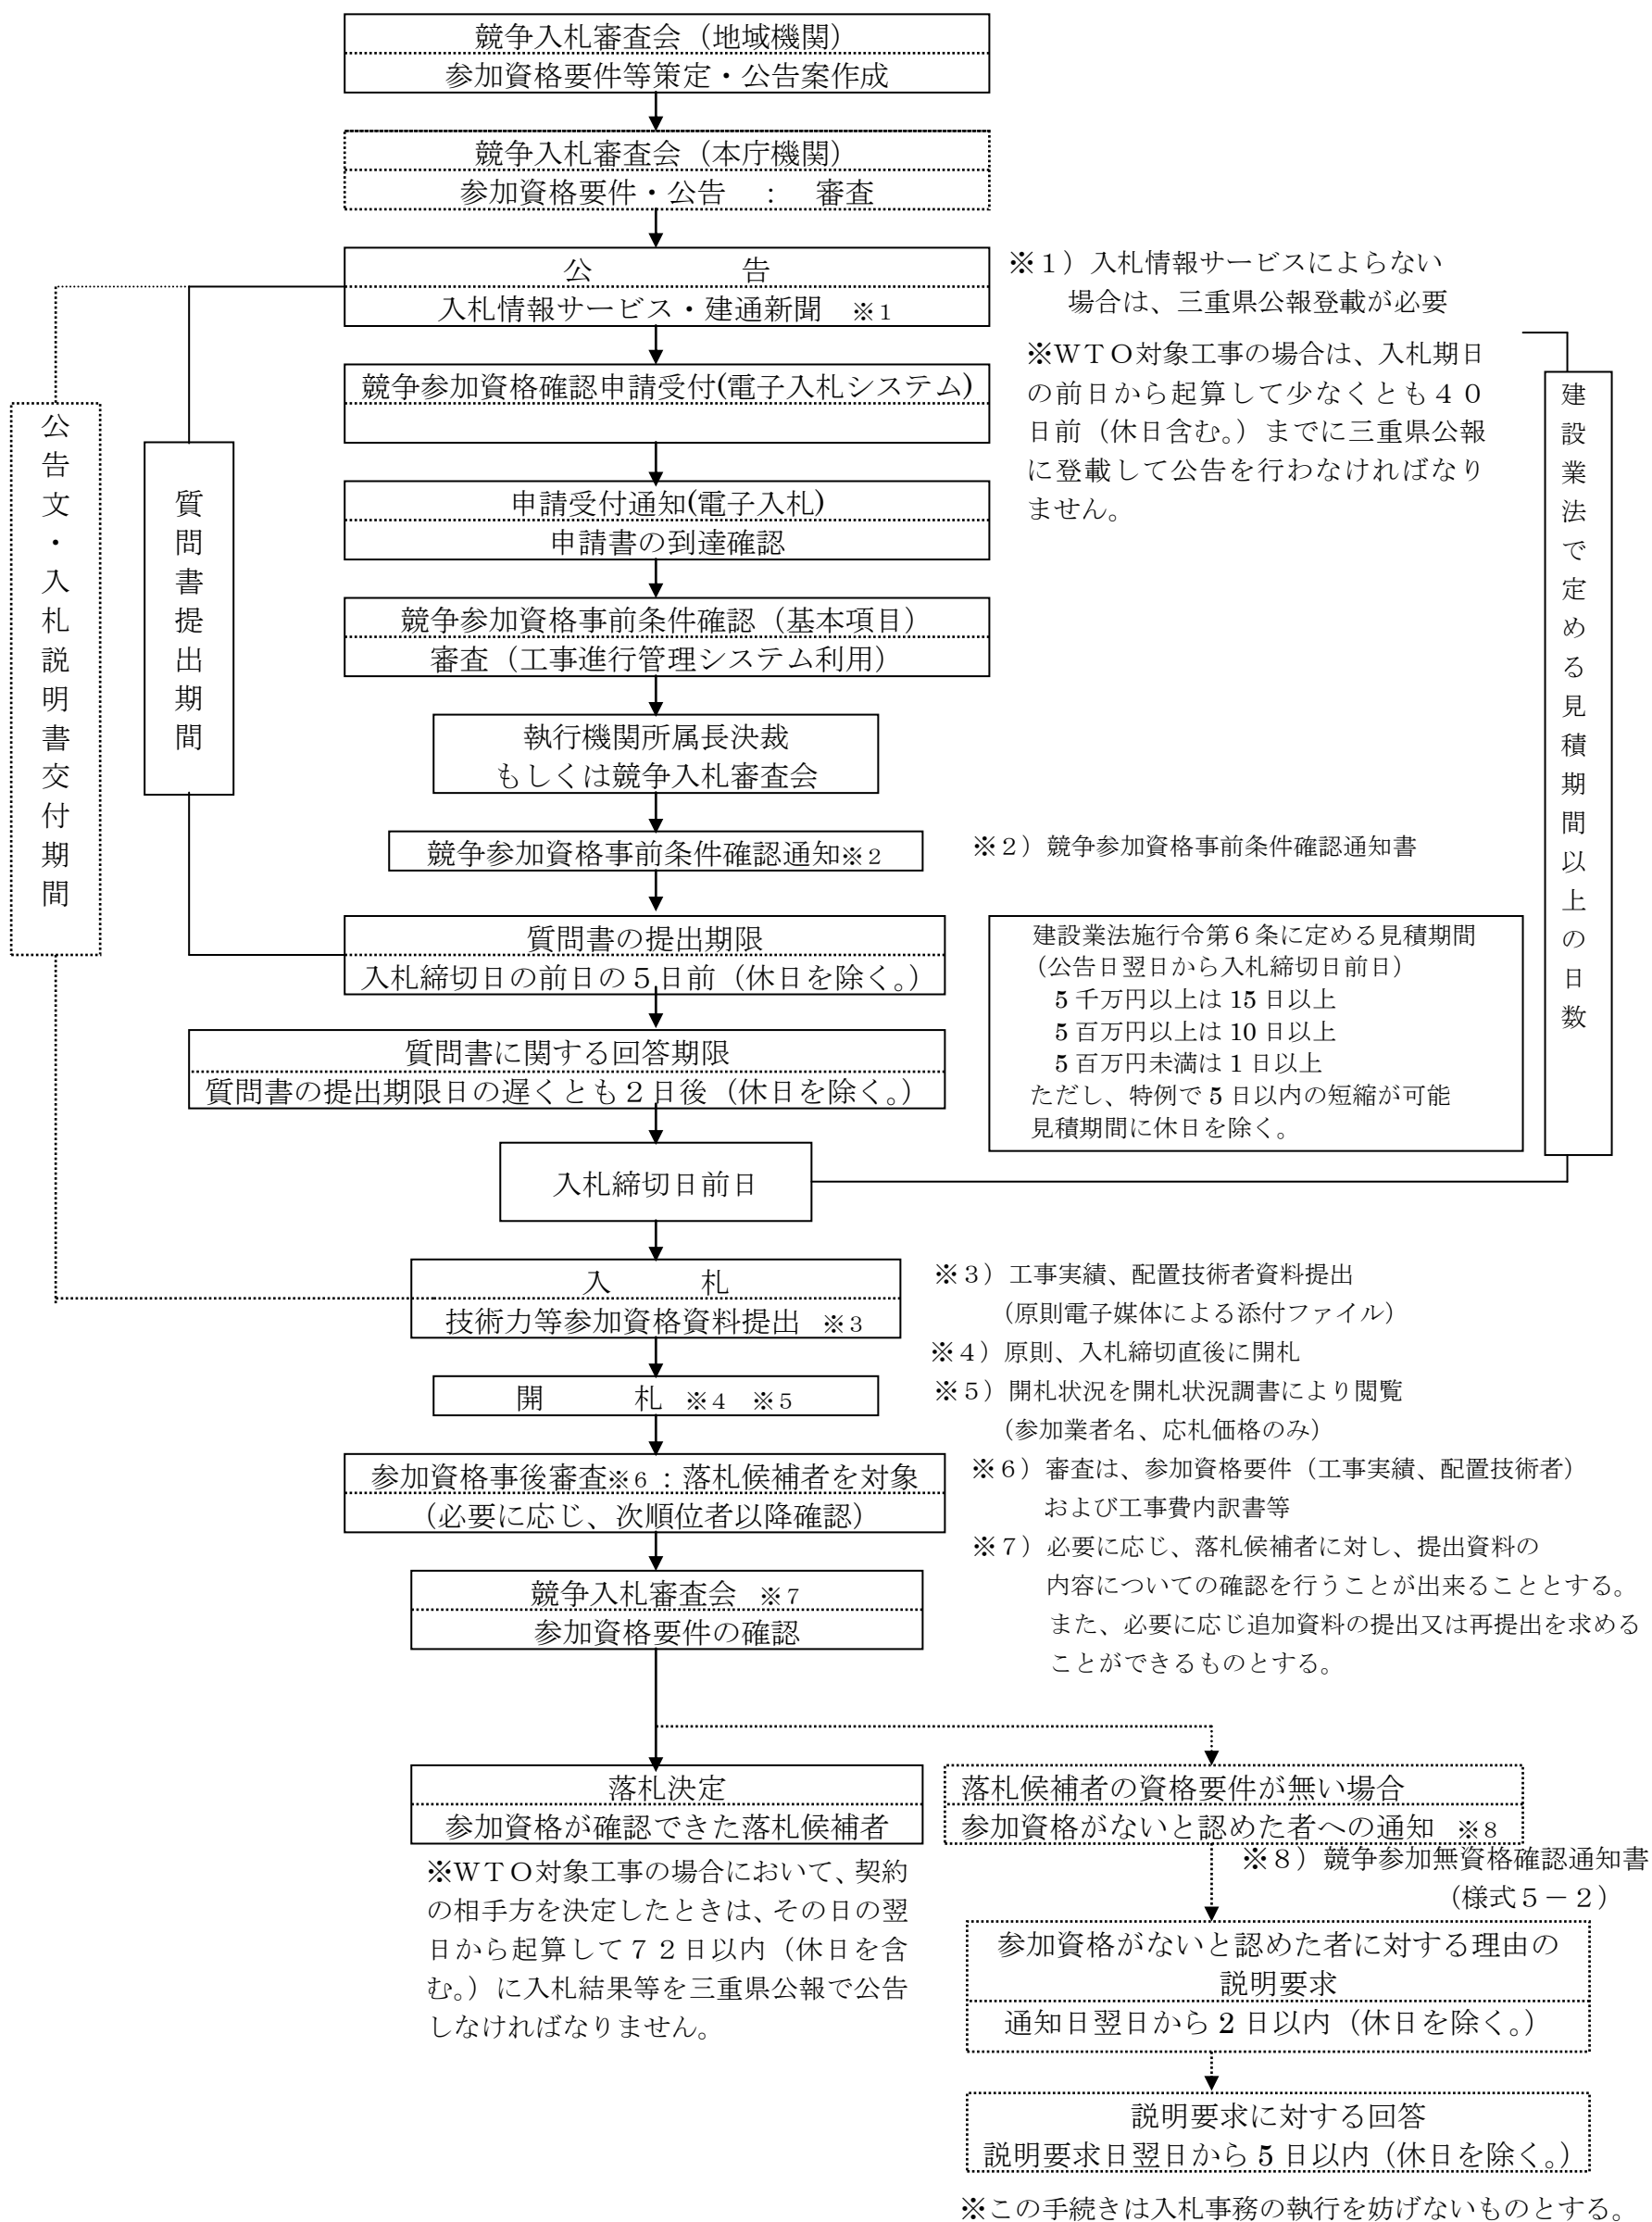 競争入札審査会（地域機関）
参加資格要件等策定・公告案作成
競争入札審査会（本庁機関）
参加資格要件・公告　：　審査
公　　　　　告
入札情報サービス・建通新聞　※1
※１）入札情報サービスによらない
場合は、三重県公報登載が必要
※ＷＴＯ対象工事の場合は、入札期日
の前日から起算して少なくとも４０
日前（休日含む。）までに三重県公報
に登載して公告を行わなければなり
ません。
競争参加資格確認申請受付(電子入札システム)
申請受付通知(電子入札)
申請書の到達確認
競争参加資格事前条件確認（基本項目）
審査（工事進行管理システム利用）
執行機関所属長決裁
もしくは競争入札審査会
競争参加資格事前条件確認通知※2
※２）競争参加資格事前条件確認通知書
公告文・入札説明書交付期間
質問書提出期間
建設業法で定める見積期間以上の日数
質問書の提出期限
入札締切日の前日の５日前（休日を除く。）
建設業法施行令第６条に定める見積期間
（公告日翌日から入札締切日前日）
5 千万円以上は 15 日以上
5 百万円以上は 10 日以上
5 百万円未満は 1 日以上
ただし、特例で 5 日以内の短縮が可能
見積期間に休日を除く。
質問書に関する回答期限
質問書の提出期限日の遅くとも２日後（休日を除く。）
入札締切日前日
入　　　札
技術力等参加資格資料提出　※3
※３）工事実績、配置技術者資料提出
（原則電子媒体による添付ファイル）
※４）原則、入札締切直後に開札
開　　　札　※4　※5
※５）開札状況を開札状況調書により閲覧
（参加業者名、応札価格のみ）
参加資格事後審査※6：落札候補者を対象
（必要に応じ、次順位者以降確認）
※６）審査は、参加資格要件（工事実績、配置技術者）
および工事費内訳書等
※７）必要に応じ、落札候補者に対し、提出資料の
内容についての確認を行うことが出来ることとする。
また、必要に応じ追加資料の提出又は再提出を求める
ことができるものとする。
競争入札審査会　※7
参加資格要件の確認
落札決定
参加資格が確認できた落札候補者
※ＷＴＯ対象工事の場合において、契約
の相手方を決定したときは、その日の翌
日から起算して７２日以内（休日を含
む。）に入札結果等を三重県公報で公告
しなければなりません。
落札候補者の資格要件が無い場合
参加資格がないと認めた者への通知　※8
※８）競争参加無資格確認通知書
（様式５－２）
参加資格がないと認めた者に対する理由の
説明要求
通知日翌日から 2 日以内（休日を除く。）
説明要求に対する回答
説明要求日翌日から 5 日以内（休日を除く。）
※この手続きは入札事務の執行を妨げないものとする。